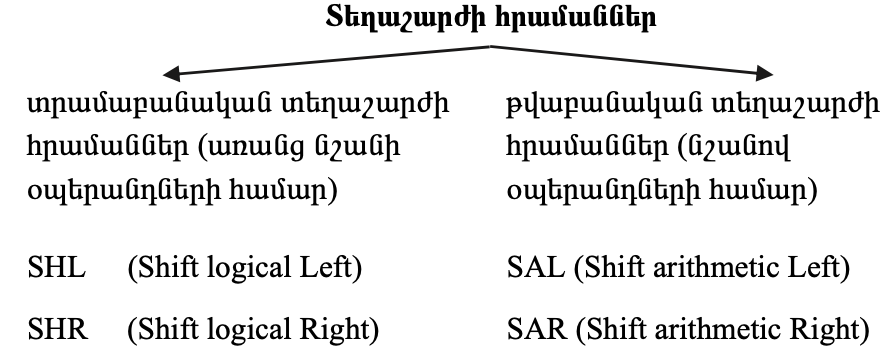 Տեղաշարժի հրամաններ
տրամաբանական տեղաշարժի
հրամաններ (առանց նշանի
օպերանդների համար)
SHL (Shift logical Left)
SHR (Shift logical Right)
թվաբանական տեղաշարժի
հրամաններ (նշանով
օպերանդների համար)
SAL (Shift arithmetic Left)
SAR (Shift arithmetic Right)